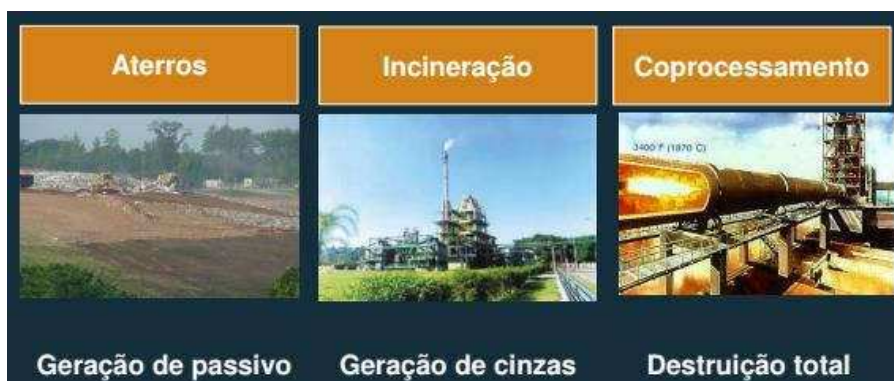 Aterros
Incineração
Coprocessamento
3400 F (1870 C)
Geração de passivo
Geração de cinzas
Destruição total